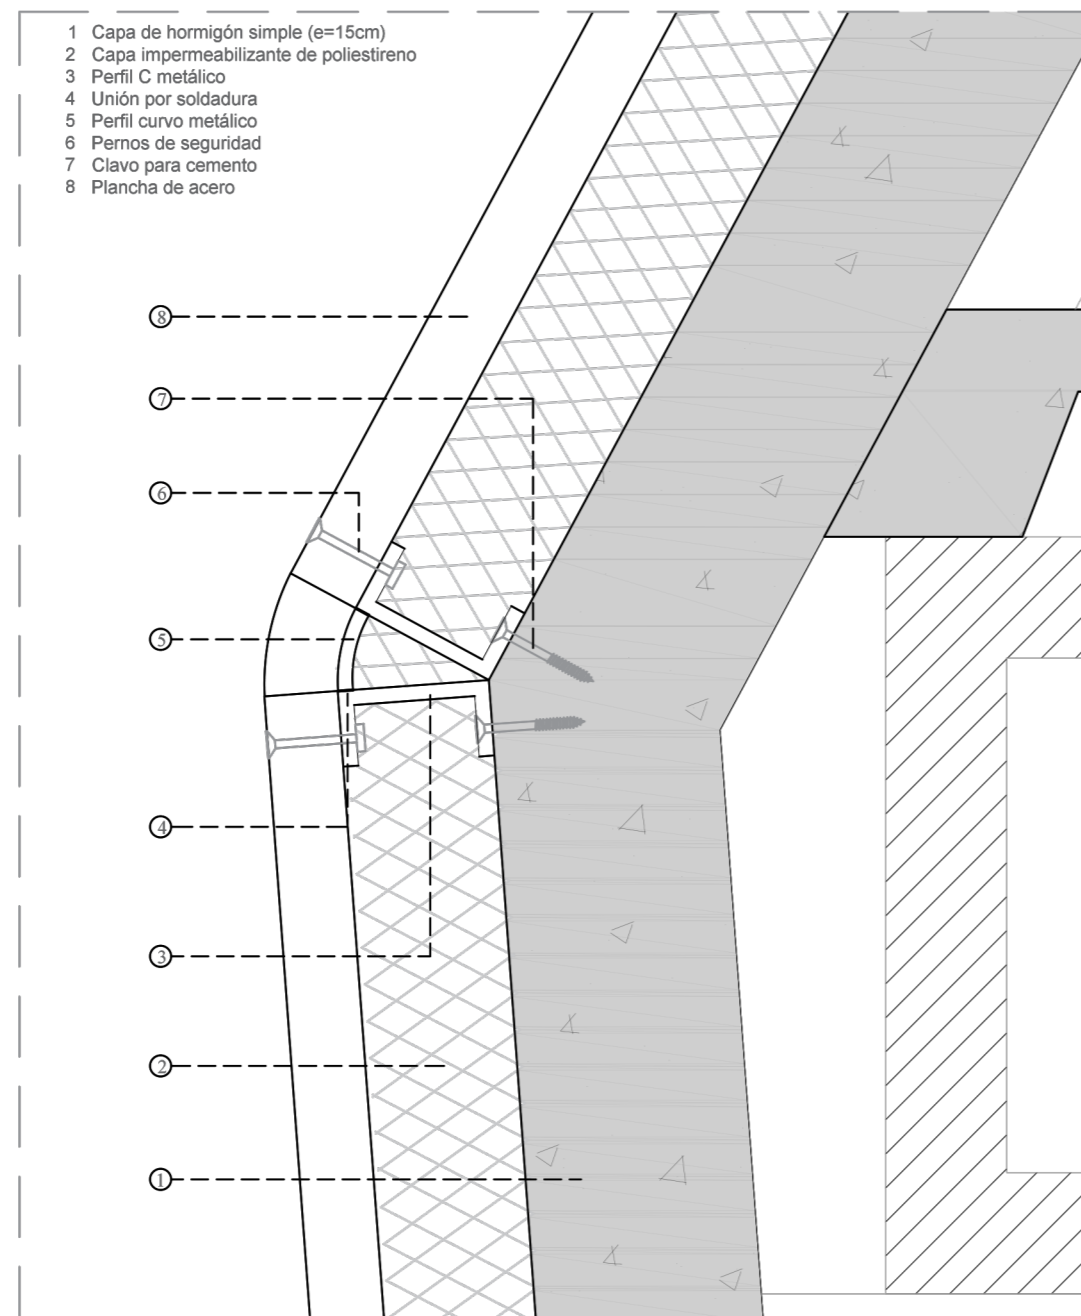 1 Capa de hormigón simple (e=15cm)
2 Capa impermeabilizante de poliestireno
3 Perfil C metálico
4 Unión por soldadura
5 Perfil curvo metálico
6 Pernos de seguridad
7 Clavo para cemento
8 Plancha de acero
8
7
6
5
4
3
2
1